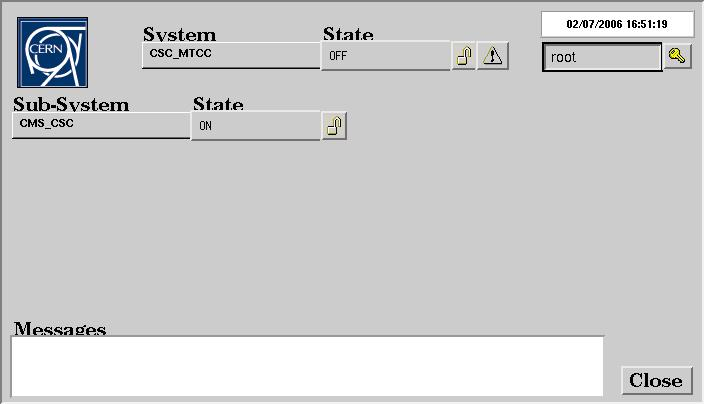 System State 02/07/2006 16:51:19
CERN
CSC_MTCC OFF root
Sub-System State
CMS_CSC ON
Messages
Close